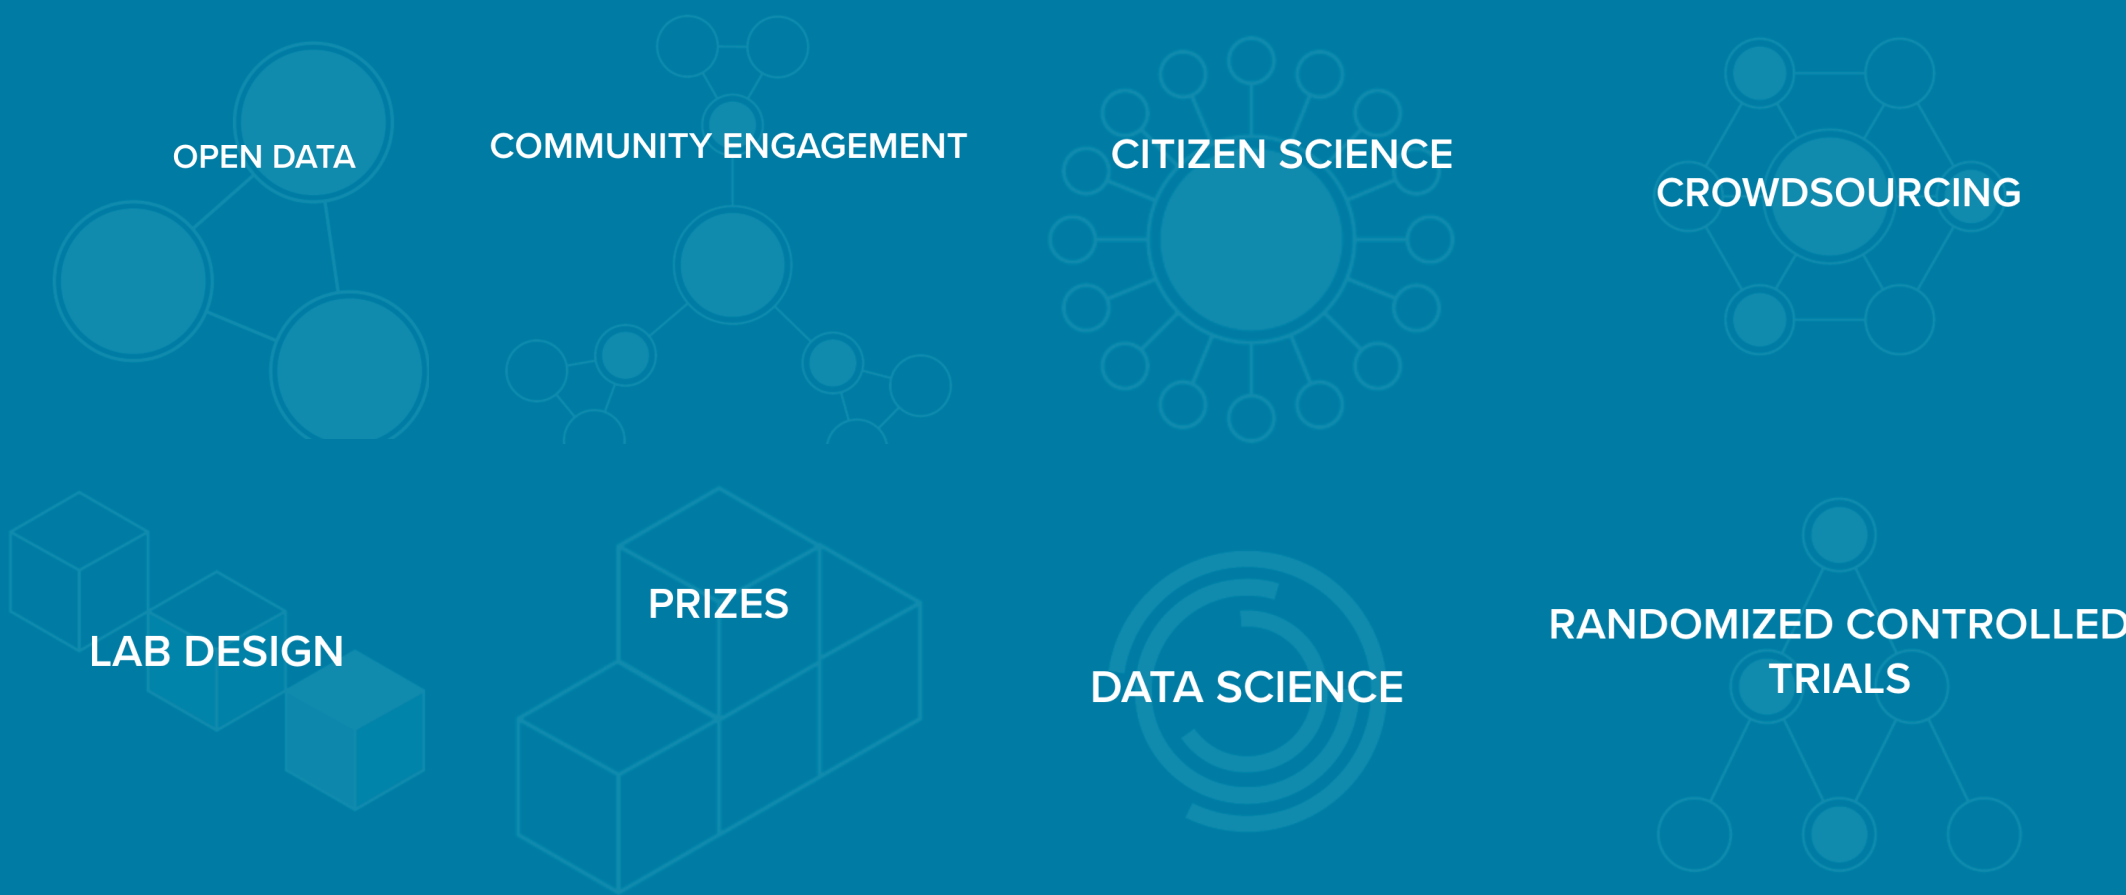 OPEN DATA
COMMUNITY ENGAGEMENT
CITIZEN SCIENCE
CROWDSOURCING
LAB DESIGN
PRIZES
DATA SCIENCE
RANDOMIZED CONTROLLED
TRIALS